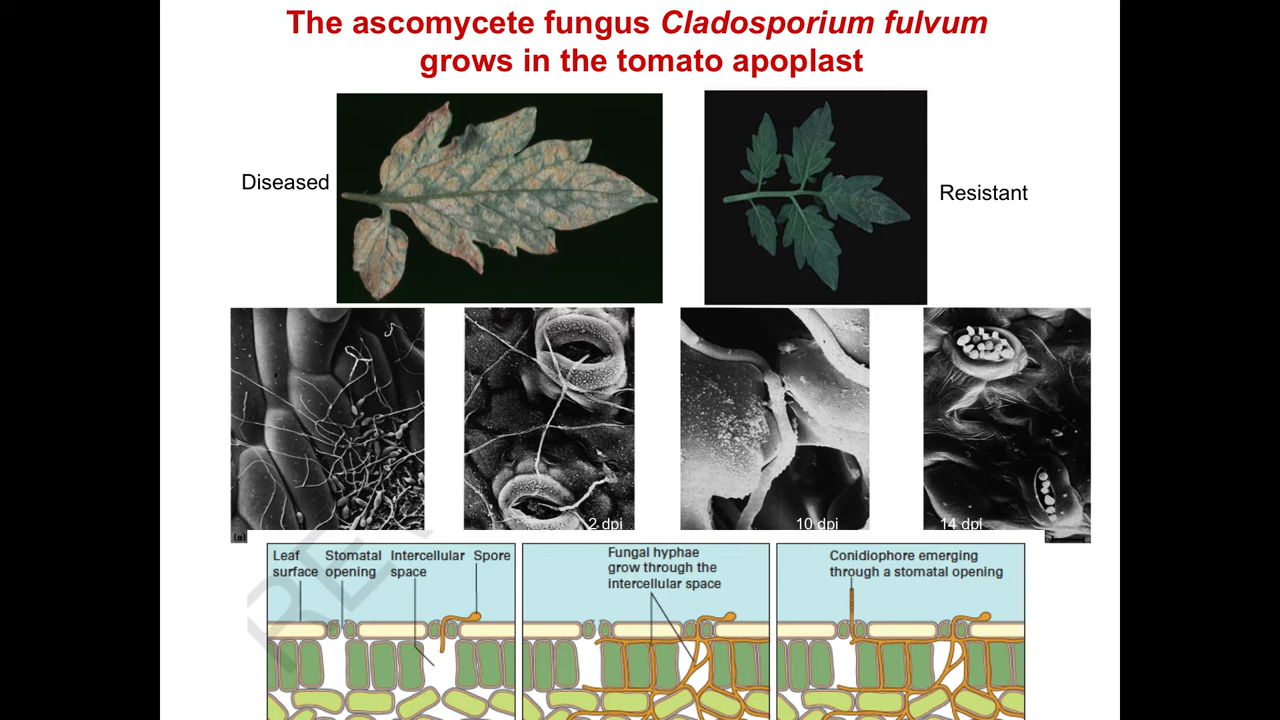 The ascomycete fungus Cladosporium fulvum
grows in the tomato apoplast
Diseased
Resistant
(a)
2 dpi
10 dpi
14 dpi
Leaf
surface
Stomatal
opening
Intercellular
space
Spore
Fungal hyphae
grow through the
intercellular space
Conidiophore emerging
through a stomatal opening